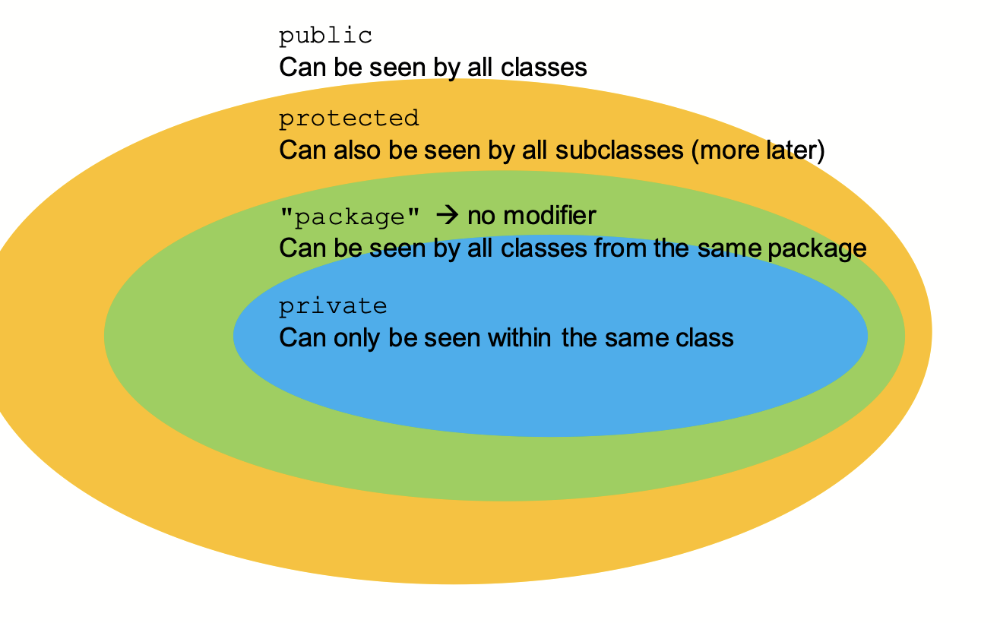 public
Can be seen by all classes
protected
Can also be seen by all subclasses (more later)
"package" → no modifier
Can be seen by all classes from the same package
private
Can only be seen within the same class